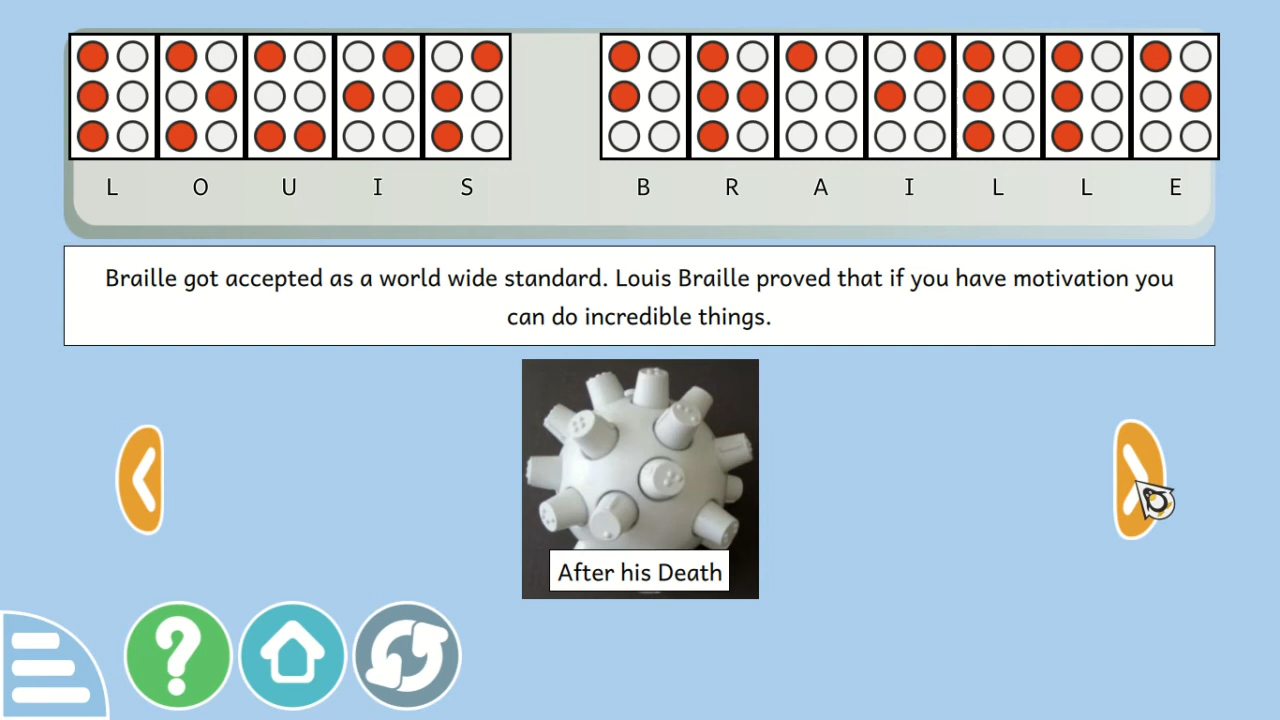 L O U I S B R A I L L E
Braille got accepted as a world wide standard. Louis Braille proved that if you have motivation you
can do incredible things.
After his Death
?